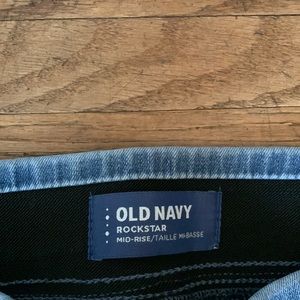 OLD NAVY
ROCKSTAR
MID-RISE/TAILLE MI-BASSE